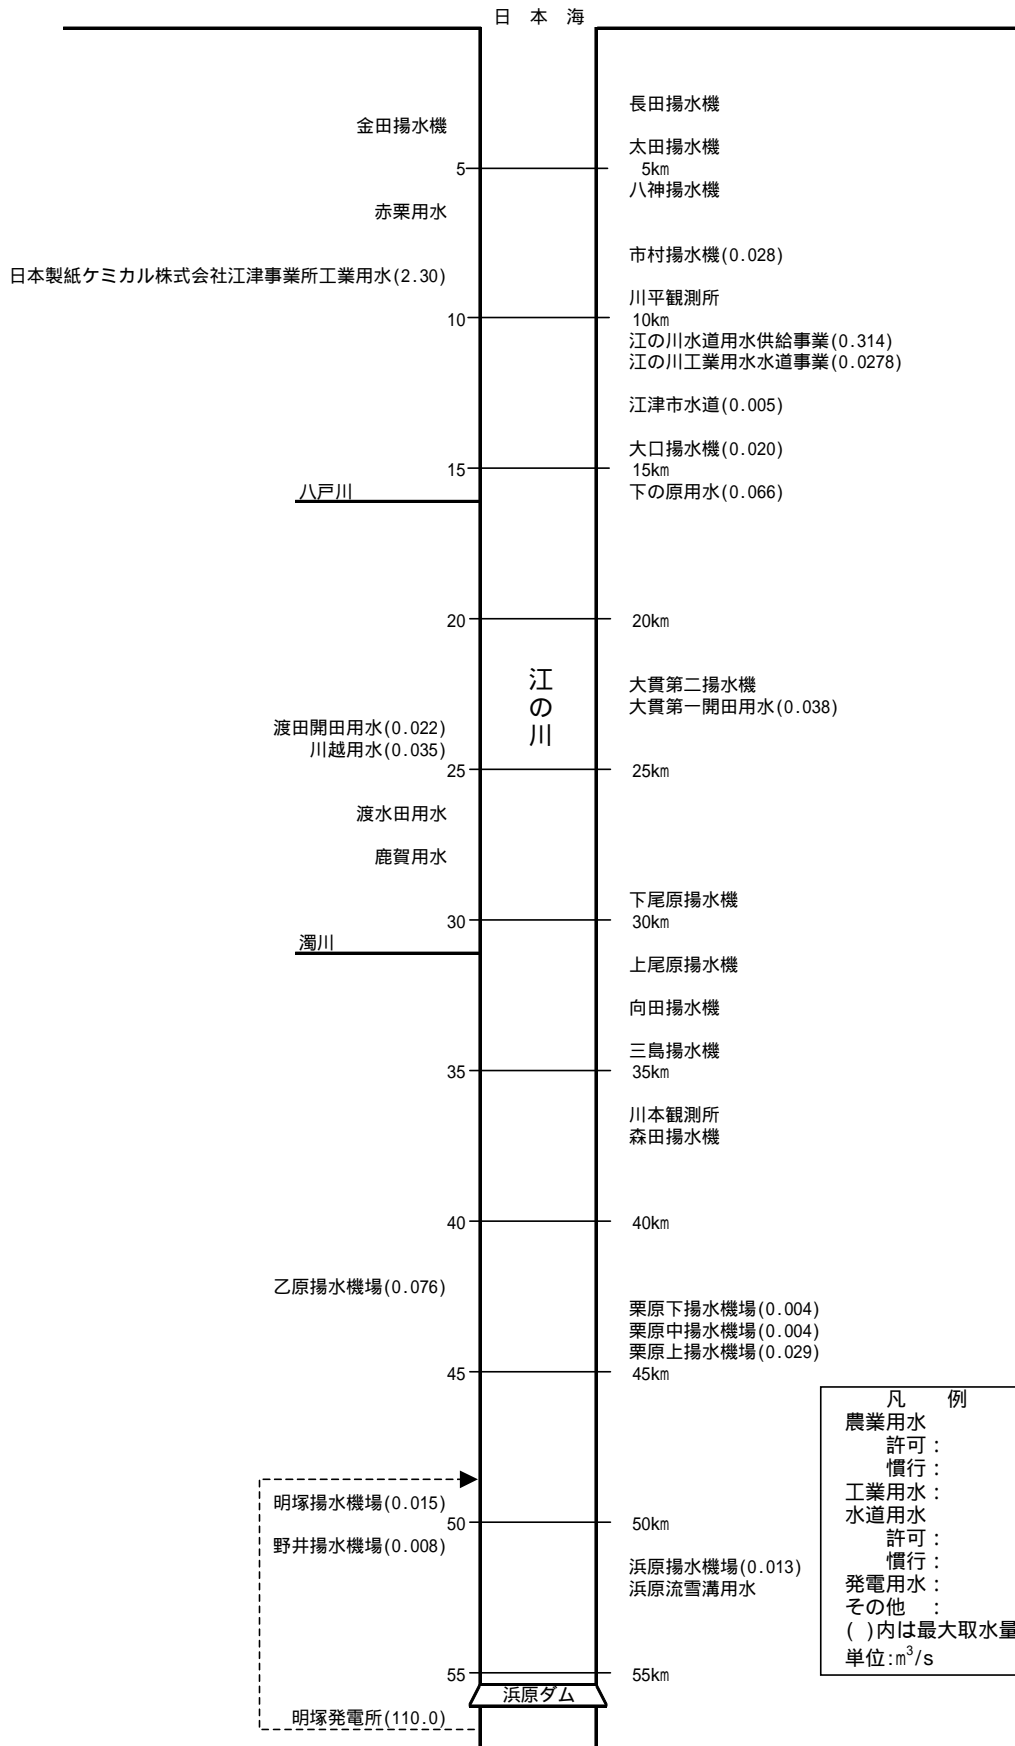 日本海
長田揚水機
金田揚水機
太田揚水機
5
5㎞
八神揚水機
赤栗用水
市村揚水機(0.028)
日本製紙ケミカル株式会社江津事業所工業用水(2.30)
川平観測所
10
10㎞
江の川水道用水供給事業(0.314)
江の川工業用水水道事業(0.0278)
江津市水道(0.005)
大口揚水機(0.020)
15
15㎞
八戸川
下の原用水(0.066)
20
20㎞
江の川
大貫第二揚水機
大貫第一開田用水(0.038)
渡田開田用水(0.022)
川越用水(0.035)
25
25㎞
渡水田用水
鹿賀用水
下尾原揚水機
30
30㎞
濁川
上尾原揚水機
向田揚水機
三島揚水機
35
35㎞
川本観測所
森田揚水機
40
40㎞
乙原揚水機場(0.076)
栗原下揚水機場(0.004)
栗原中揚水機場(0.004)
栗原上揚水機場(0.029)
45
45㎞
明塚揚水機場(0.015)
50
50㎞
野井揚水機場(0.008)
浜原揚水機場(0.013)
浜原流雪溝用水
55
55㎞
浜原ダム
明塚発電所(110.0)
凡 例
農業用水
許可：
慣行：
工業用水：
水道用水
許可：
慣行：
発電用水：
その他 ：
( )内は最大取水量
単位:m³/s